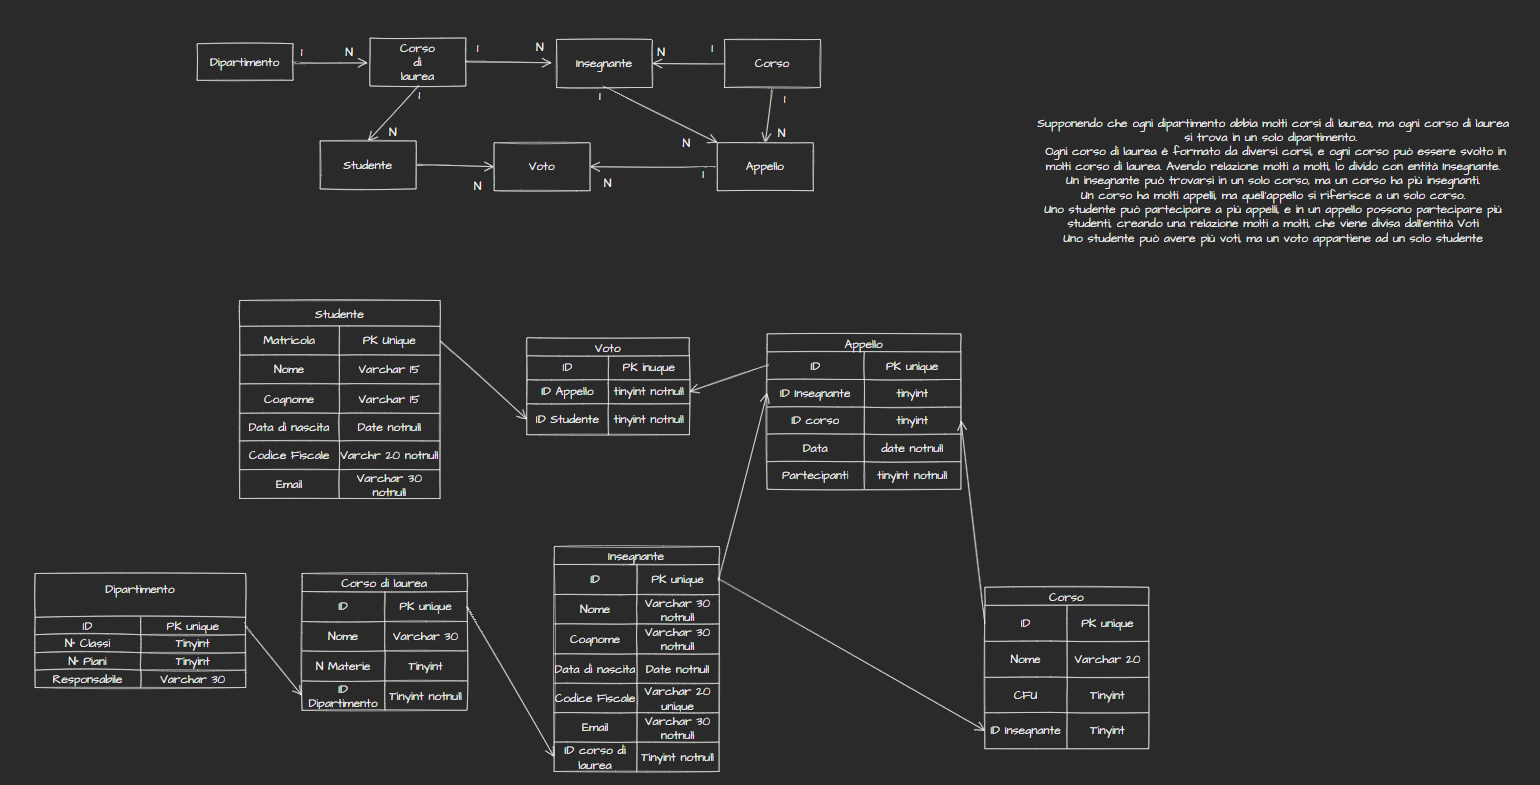 Dipartimento
1
N
Corso
di
laurea
1
N
Insegnante
N
1
Corso
1
N
1
N
1
N
Studente
N
Voto
N
1
Appello
Supponendo che ogni dipartimento abbia molti corsi di laurea, ma ogni corso di laurea
si trova in un solo dipartimento.
Ogni corso di laurea è formato da diversi corsi, e ogni corso può essere svolto in
molti corso di laurea. Avendo relazione molti a molti, lo divido con entità Insegnante.
Un insegnante può trovarsi in un solo corso, ma un corso ha più insegnanti.
Un corso ha molti appelli, ma quell'appello si riferisce a un solo corso.
Uno studente può partecipare a più appelli, e in un appello possono partecipare più
studenti, creando una relazione molti a molti, che viene divisa dall'entità Voti
Uno studente può avere più voti, ma un voto appartiene ad un solo studente
Studente
Matricola PK Unique
Nome Varchar 15
Cognome Varchar 15
Data di nascita Date notnull
Codice Fiscale Varchr 20 notnull
Email Varchar 30
notnull
Voto
ID PK inuque
ID Appello tinyint notnull
ID Studente tinyint notnull
Appello
ID PK unique
ID Insegnante tinyint
ID corso tinyint
Data date notnull
Partecipanti tinyint notnull
Dipartimento
ID PK unique
N° Classi Tinyint
N° Piani Tinyint
Responsabile Varchar 30
Corso di laurea
ID PK unique
Nome Varchar 30
N Materie Tinyint
ID
Dipartimento Tinyint notnull
Insegnante
ID PK unique
Nome Varchar 30
notnull
Cognome Varchar 30
notnull
Data di nascita Date notnull
Codice Fiscale Varchar 20
unique
Email Varchar 30
notnull
ID corso di
laurea Tinyint notnull
Corso
ID PK unique
Nome Varchar 20
CFU Tinyint
ID Insegnante Tinyint